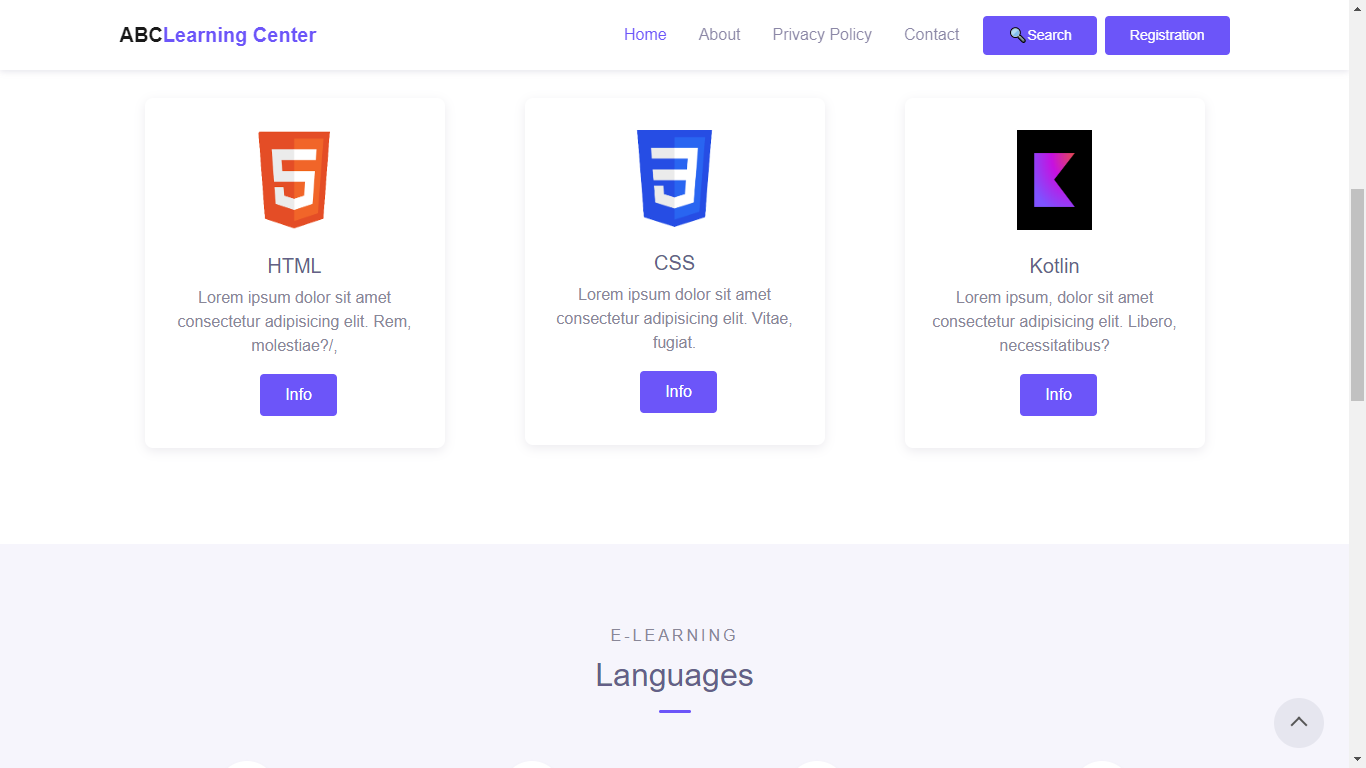 ABCLearning Center
Home
About
Privacy Policy
Contact
🔍Search
Registration
HTML
Lorem ipsum dolor sit amet
consectetur adipisicing elit. Rem,
molestiae?/,
Info
CSS
Lorem ipsum dolor sit amet
consectetur adipisicing elit. Vitae,
fugiat.
Info
Kotlin
Lorem ipsum, dolor sit amet
consectetur adipisicing elit. Libero,
necessitatibus?
Info
E-LEARNING
Languages